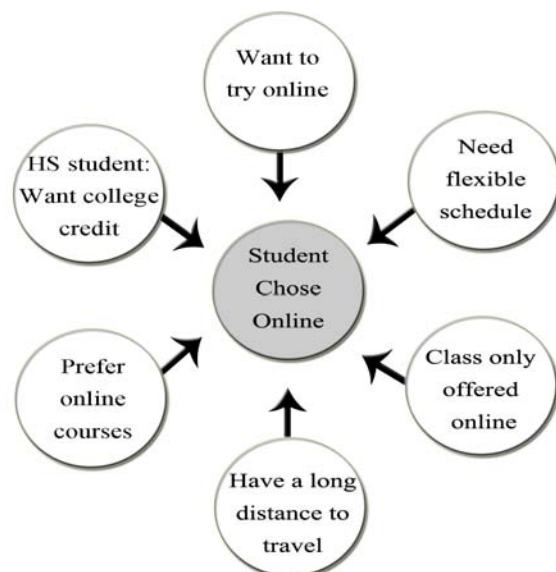 Want to
try online
HS student:
Want college
credit
Need
flexible
schedule
Student
Chose
Online
Prefer
online
courses
Class only
offered
online
Have a long
distance to
travel